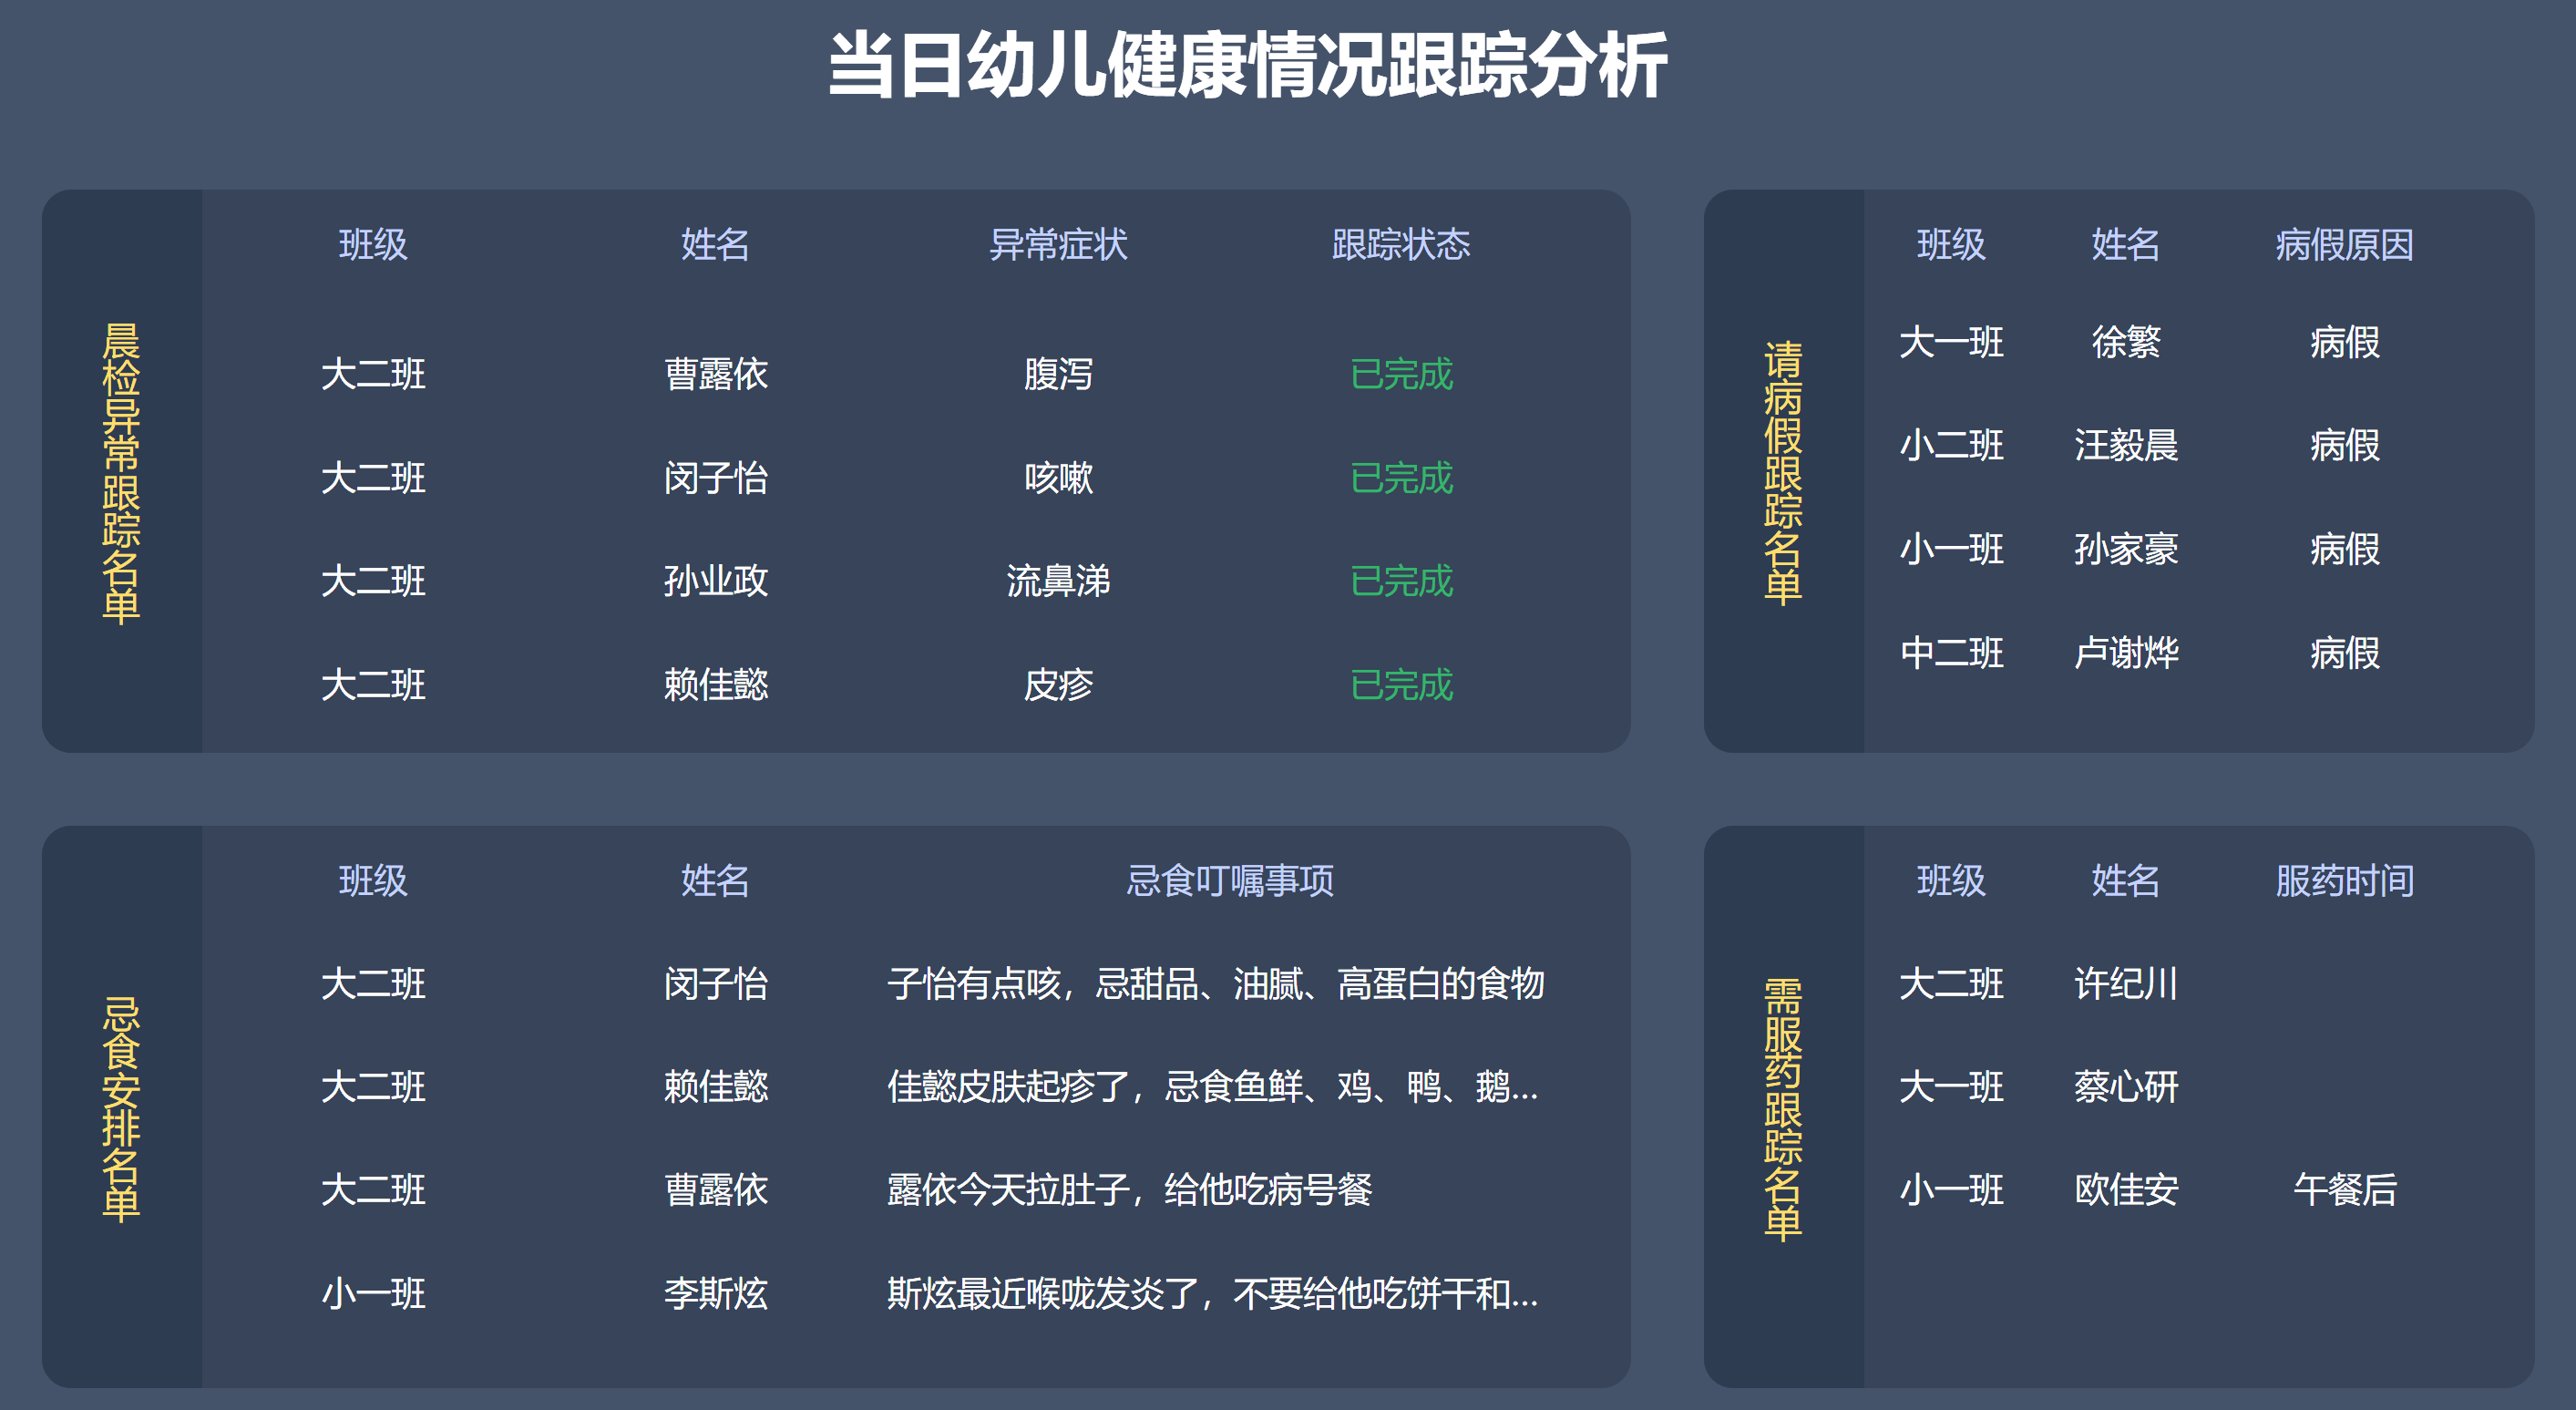 当日幼儿健康情况跟踪分析
晨检异常跟踪名单
班级 姓名 异常症状 跟踪状态
大二班 曹露依 腹泻 已完成
大二班 闵子怡 咳嗽 已完成
大二班 孙业政 流鼻涕 已完成
大二班 赖佳懿 皮疹 已完成
请病假跟踪名单
班级 姓名 病假原因
大一班 徐繁 病假
小二班 汪毅晨 病假
小一班 孙家豪 病假
中二班 卢谢烨 病假
忌食安排名单
班级 姓名 忌食叮嘱事项
大二班 闵子怡 子怡有点咳，忌甜品、油腻、高蛋白的食物
大二班 赖佳懿 佳懿皮肤起疹了，忌食鱼鲜、鸡、鸭、鹅...
大二班 曹露依 露依今天拉肚子，给他吃病号餐
小一班 李斯炫 斯炫最近喉咙发炎了，不要给他吃饼干和...
需服药跟踪名单
班级 姓名 服药时间
大二班 许纪川
大一班 蔡心研
小一班 欧佳安 午餐后